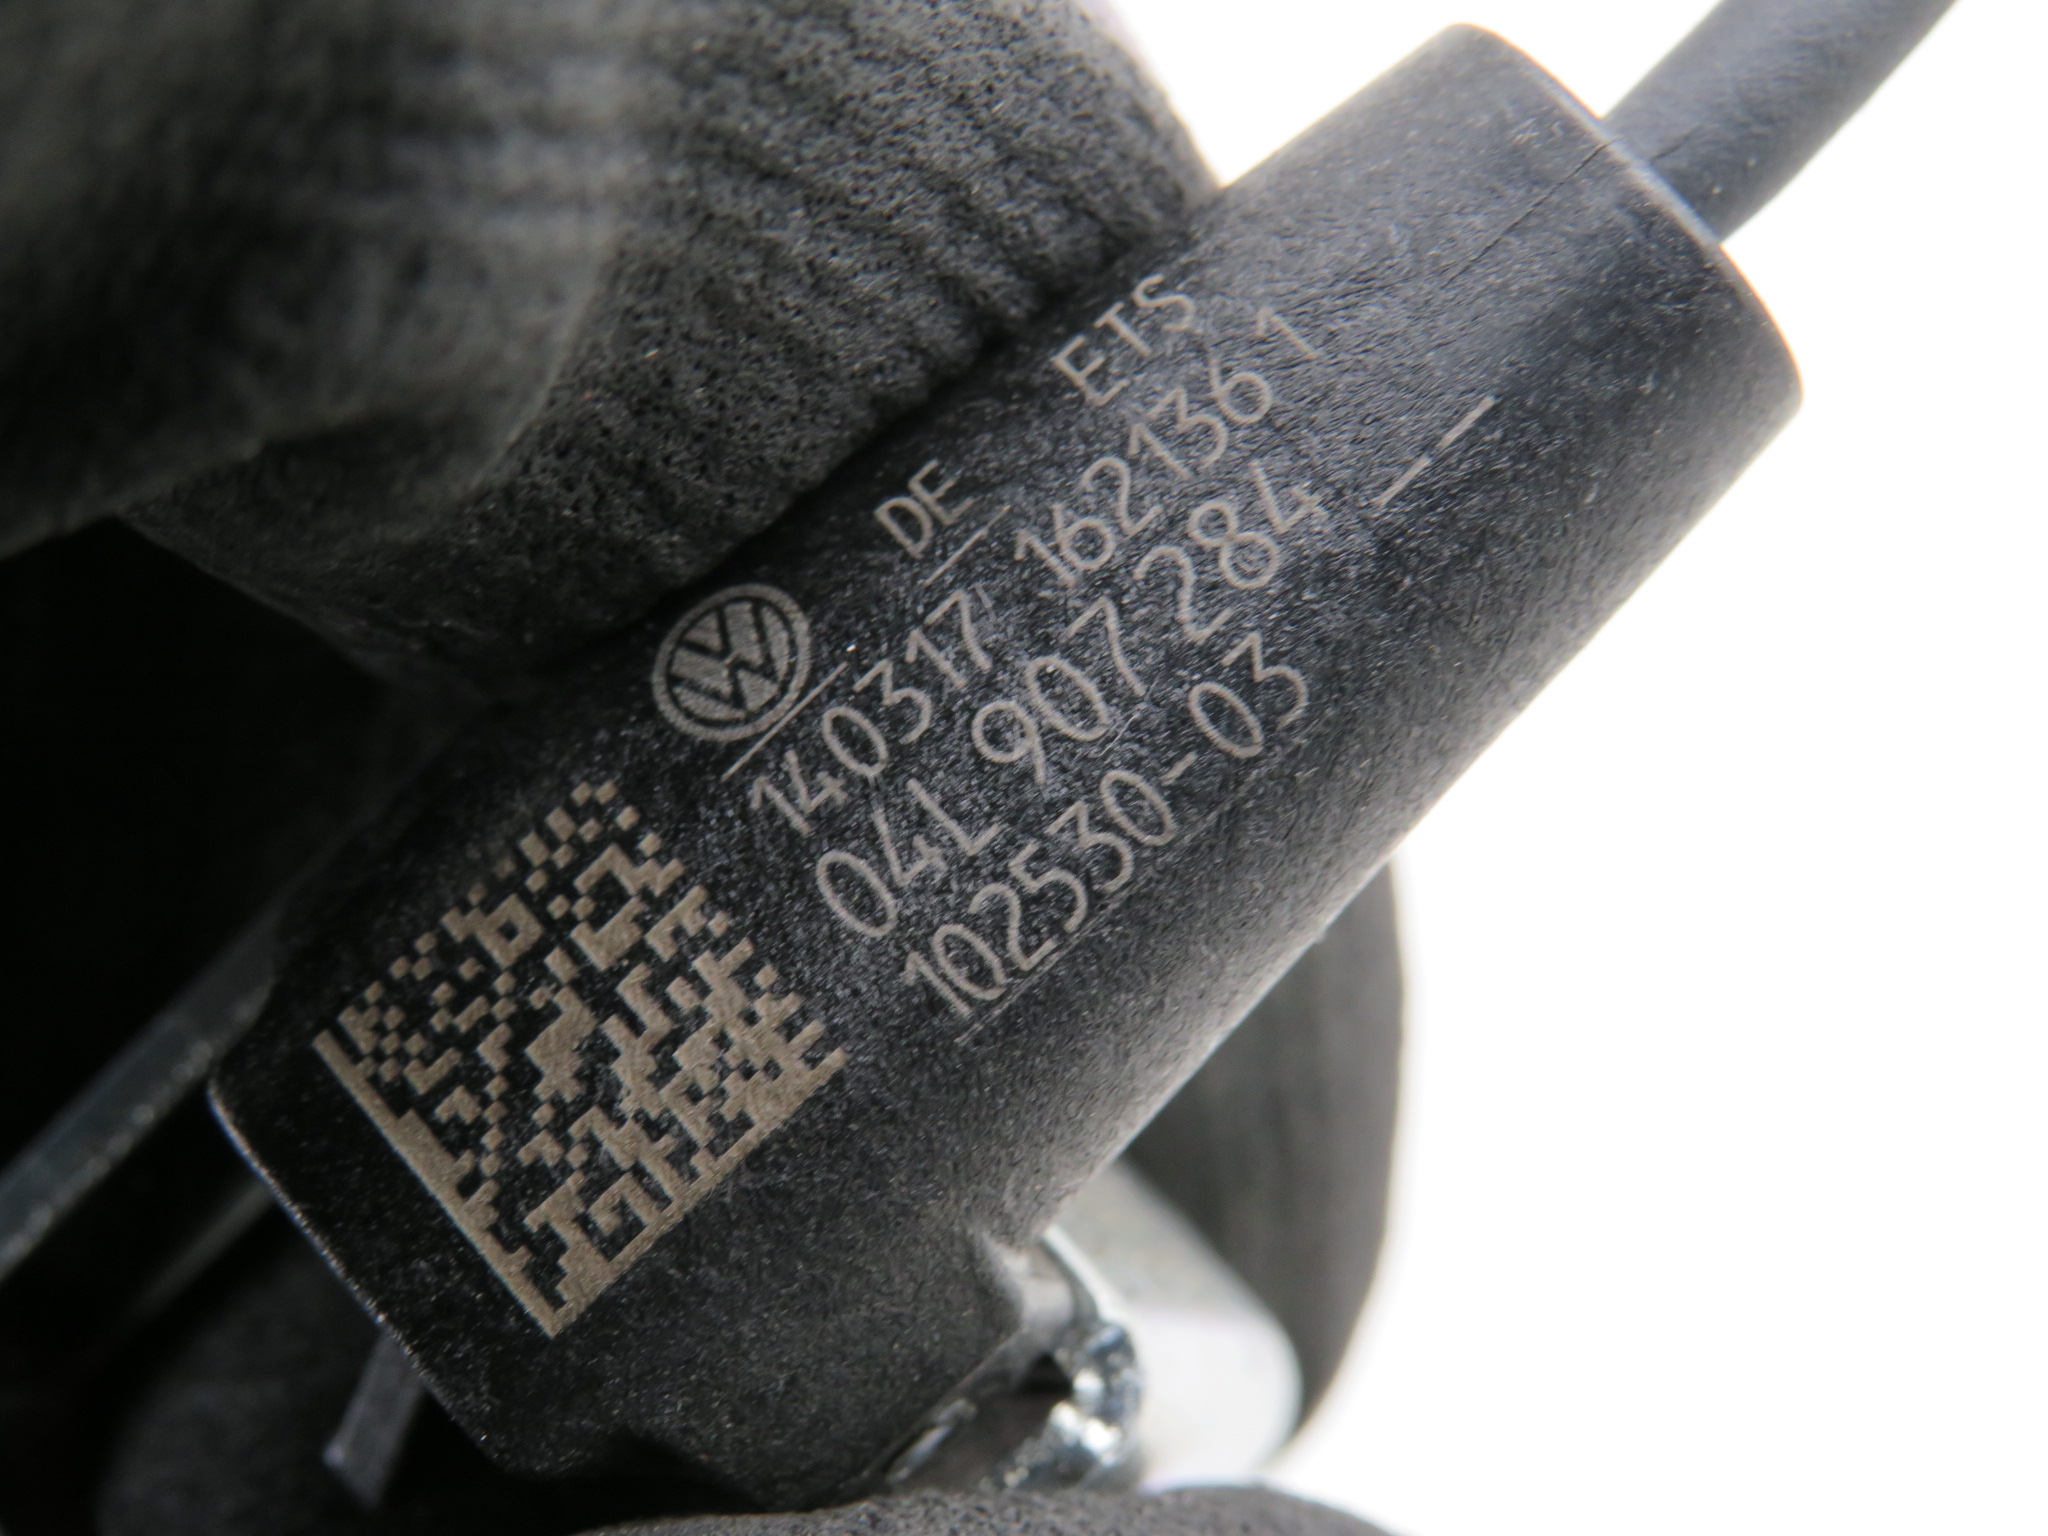 DE ETS
140317 162136 1
04L 907 284 _ _
102530-03